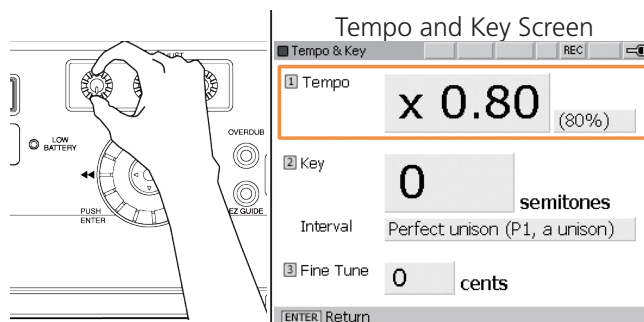 LOW
BATTERY
PUSH
ENTER
OVERDUB
EZ GUIDE
Tempo and Key Screen
Tempo & Key REC
1 Tempo
x 0.80 (80%)
2 Key
0 semitones
Interval Perfect unison (P1, a unison)
3 Fine Tune
0 cents
ENTER Return